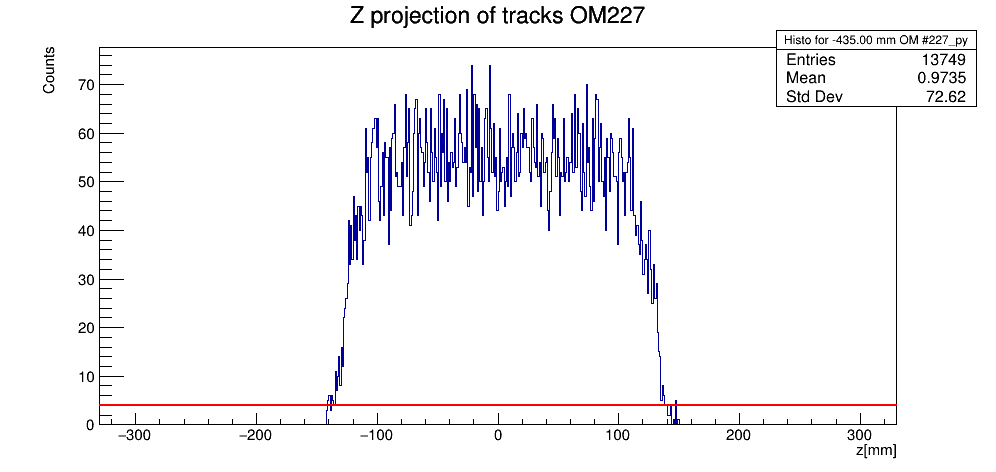 Z projection of tracks OM227
Histo for -435.00 mm OM #227_py
Entries 13749
Mean 0.9735
Std Dev 72.62
Counts
70
60
50
40
30
20
10
0
−300 −200 −100 0 100 200 300
z[mm]